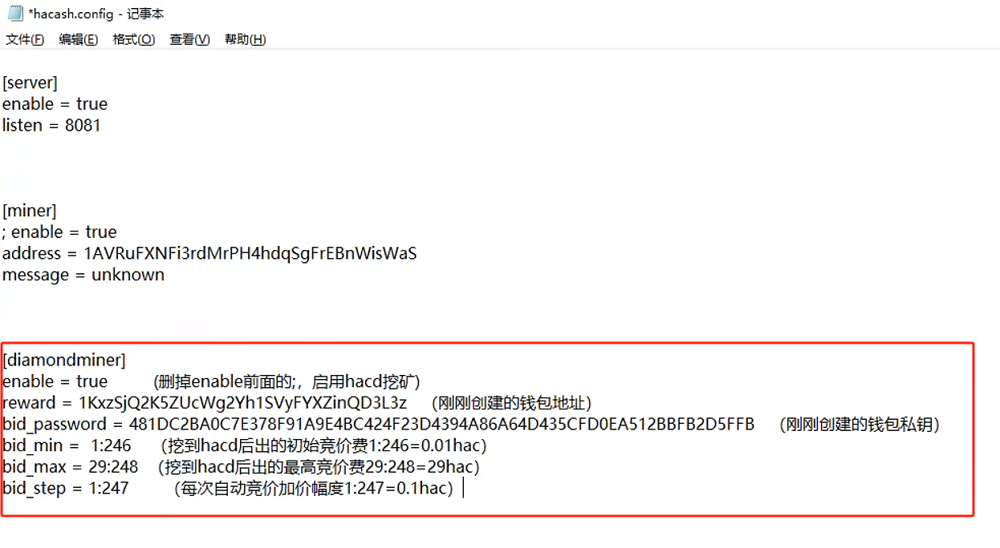 *hacash.config - 记事本
文件(F) 编辑(E) 格式(O) 查看(V) 帮助(H)
[server]
enable = true
listen = 8081
[miner]
; enable = true
address = 1AVRuFXNFi3rdMrPH4hdqSgFrEBnWisWaS
message = unknown
[diamondminer]
enable = true (删掉enable前面的;，启用hacd挖矿)
reward = 1KxzSjQ2K5ZUcWg2Yh1SVyFYXZinQD3L3z （刚刚创建的钱包地址）
bid_password = 481DC2BA0C7E378F91A9E4BC424F23D4394A86A64D435CFD0EA512BBFB2D5FFB （刚刚创建的钱包私钥）
bid_min = 1:246 （挖到hacd后出的初始竞价费1:246=0.01hac）
bid_max = 29:248 （挖到hacd后出的最高竞价费29:248=29hac）
bid_step = 1:247 （每次自动竞价加价幅度1:247=0.1hac）